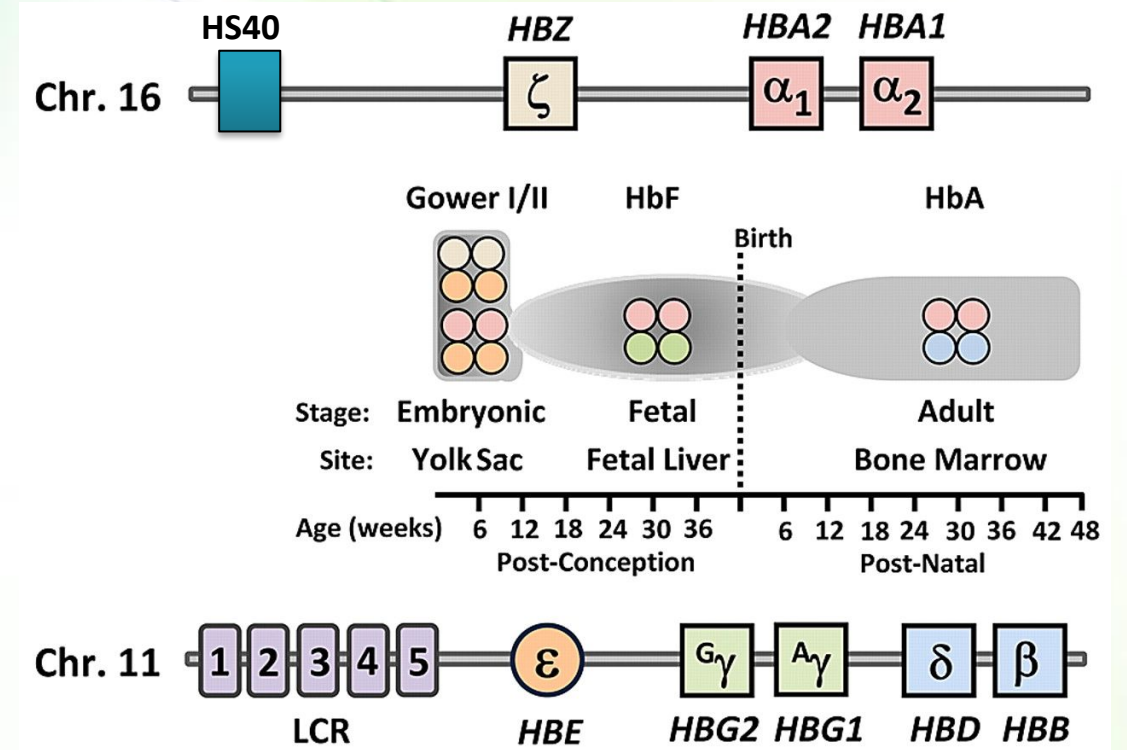 HS40 HBZ HBA2 HBA1
Chr. 16 ζ α1 α2
Gower I/II HbF HbA
Birth
Stage: Embryonic Fetal Adult
Site: Yolk Sac Fetal Liver Bone Marrow
Age (weeks) 6 12 18 24 30 36 6 12 18 24 30 36 42 48
Post-Conception Post-Natal
Chr. 11 1 2 3 4 5 ε Gγ Aγ δ β
LCR HBE HBG2 HBG1 HBD HBB